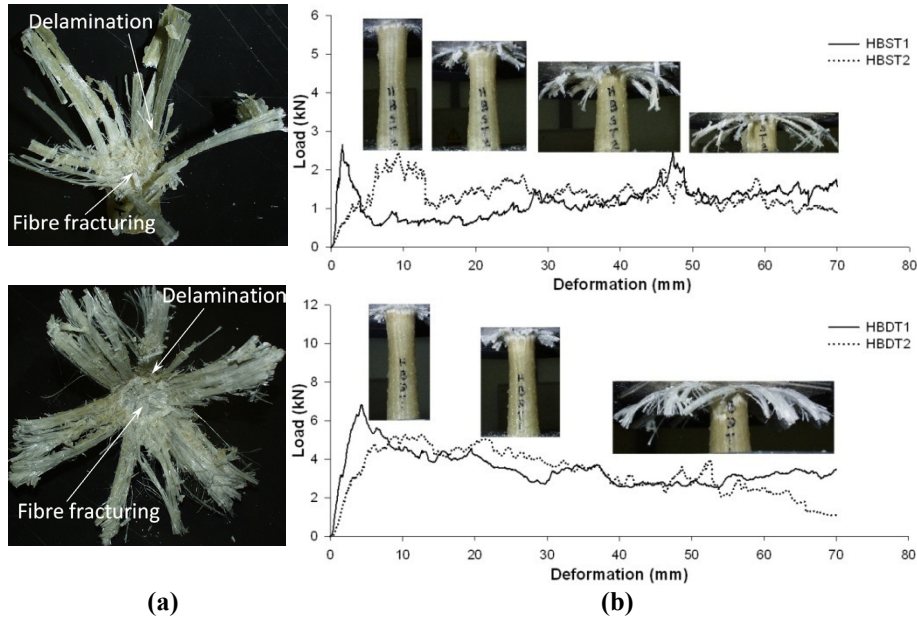 Delamination
Fibre fracturing
6
5
4
3
2
1
0
Load (kN)
HBST1
HBST2
0 10 20 30 40 50 60 70 80
Deformation (mm)
Delamination
Fibre fracturing
12
10
8
6
4
2
0
Load (kN)
HBDT1
HBDT2
0 10 20 30 40 50 60 70 80
Deformation (mm)
(a)
(b)